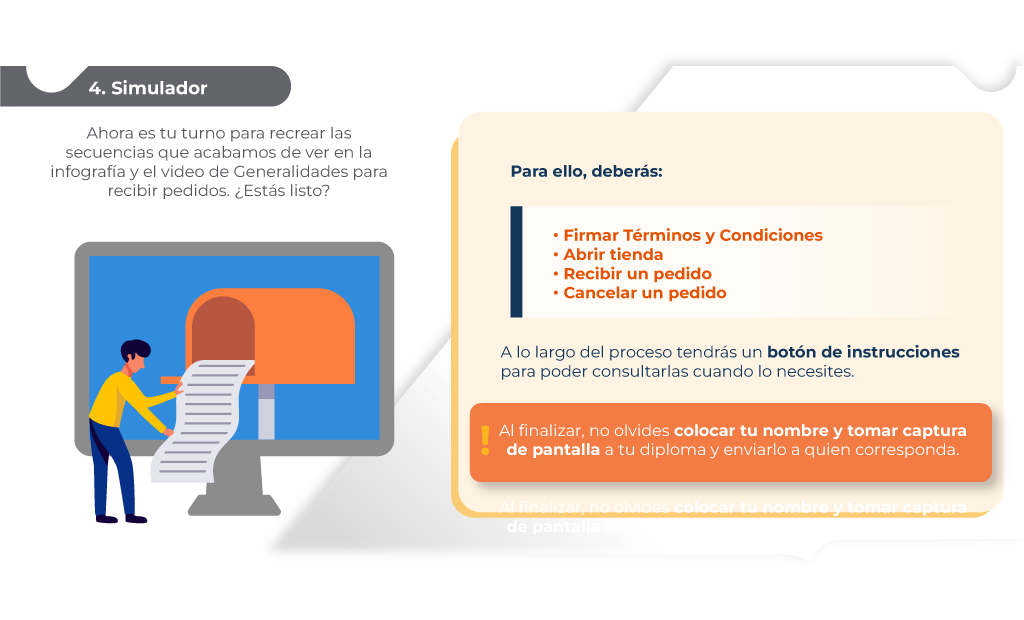 4. Simulador
Ahora es tu turno para recrear las
secuencias que acabamos de ver en la
infografía y el video de Generalidades para
recibir pedidos. ¿Estás listo?
Para ello, deberás:
• Firmar Términos y Condiciones
• Abrir tienda
• Recibir un pedido
• Cancelar un pedido
A lo largo del proceso tendrás un botón de instrucciones
para poder consultarlas cuando lo necesites.
! Al finalizar, no olvides colocar tu nombre y tomar captura
de pantalla a tu diploma y enviarlo a quien corresponda.
Al finalizar, no olvides colocar tu nombre y tomar captura
de pantalla